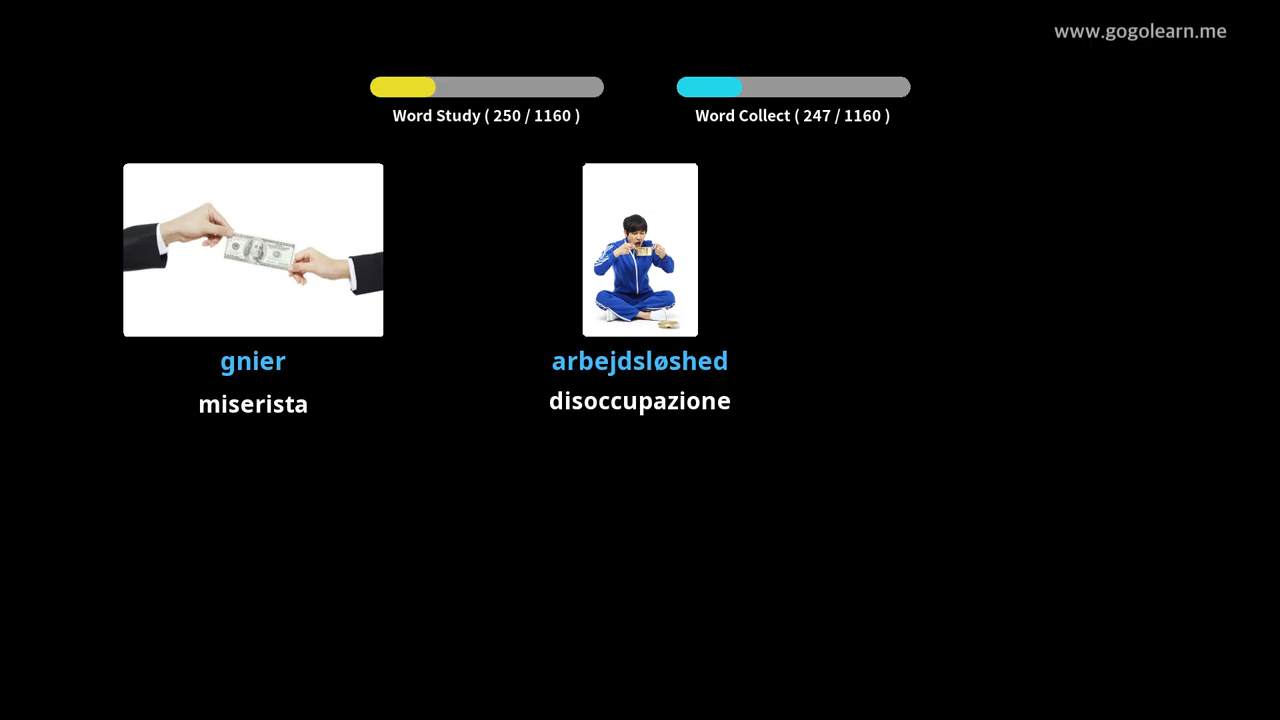 www.gogolearn.me
Word Study ( 250 / 1160 )
Word Collect ( 247 / 1160 )
gnier
arbejdsløshed
miserista
disoccupazione